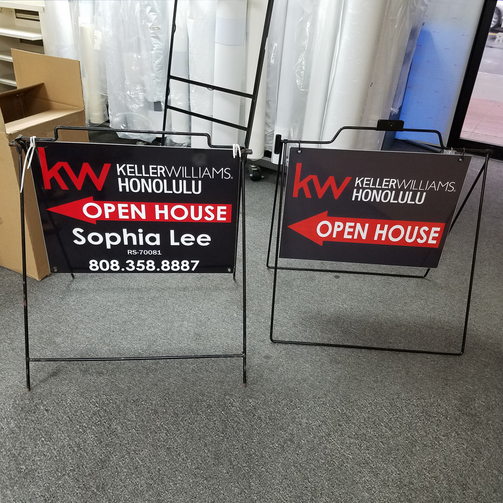 kw KELLERWILLIAMS.
HONOLULU
OPEN HOUSE
Sophia Lee
RS-70081
808.358.8887
kw KELLERWILLIAMS.
HONOLULU
OPEN HOUSE